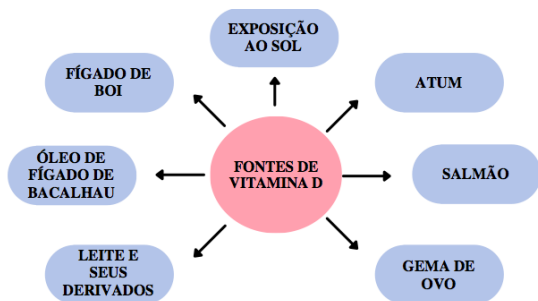 EXPOSIÇÃO
AO SOL
FÍGADO DE
BOI
ATUM
ÓLEO DE
FÍGADO DE
BACALHAU
FONTES DE
VITAMINA D
SALMÃO
LEITE E
SEUS
DERIVADOS
GEMA DE
OVO